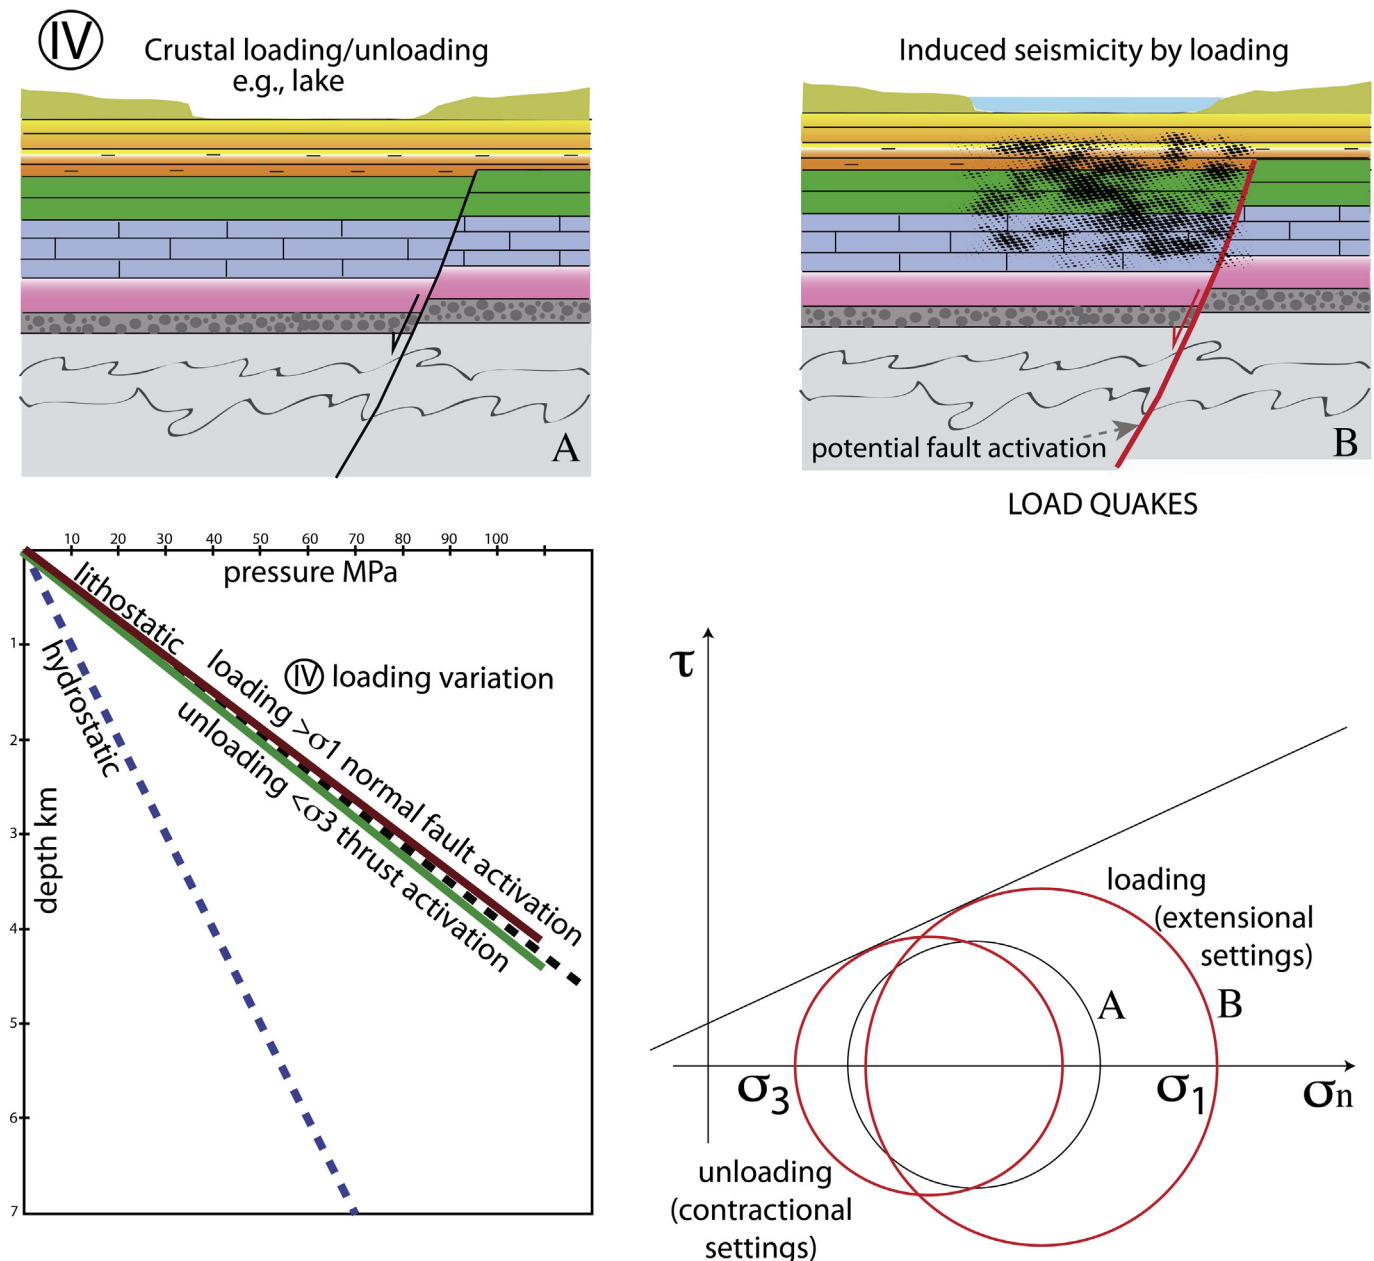 IV
Crustal loading/unloading
e.g., lake
A
Induced seismicity by loading
potential fault activation
B
LOAD QUAKES
10 20 30 40 50 60 70 80 90 100
pressure MPa
lithostatic
hydrostatic
IV loading variation
loading >σ1 normal fault activation
unloading <σ3 thrust activation
depth km
1
2
3
4
5
6
7
τ
loading
(extensional
settings)
A
B
σ3
σ1
σn
unloading
(contractional
settings)